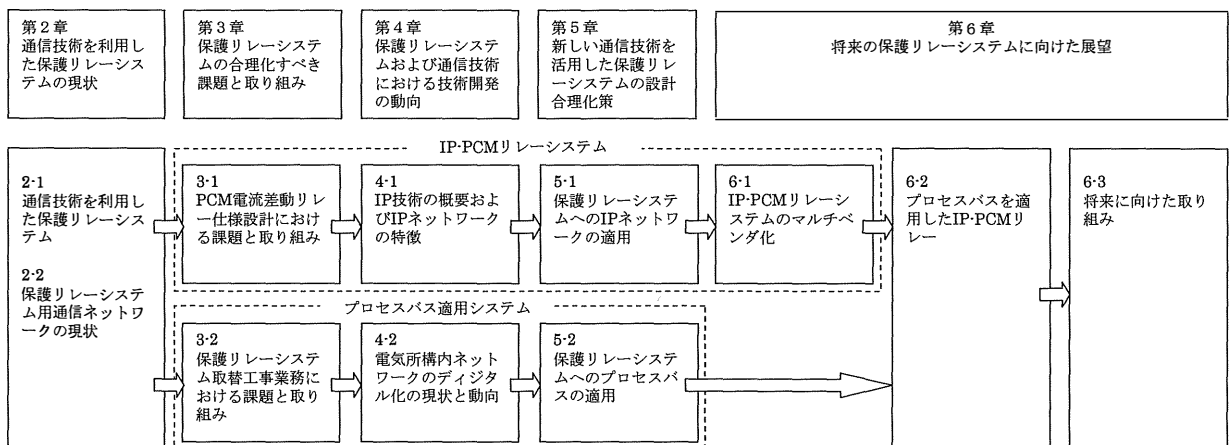 第２章
通信技術を利用し
た保護リレーシス
テムの現状
第３章
保護リレーシステ
ムの合理化すべき
課題と取り組み
第４章
保護リレーシステ
ムおよび通信技術
における技術開発
の動向
第５章
新しい通信技術を
活用した保護リレ
ーシステムの設計
合理化策
第６章
将来の保護リレーシステムに向けた展望
IP-PCMリレーシステム
2-1
通信技術を利用し
た保護リレーシス
テム
2-2
保護リレーシステ
ム用通信ネットワ
ークの現状
3-1
PCM電流差動リレ
ー仕様設計におけ
る課題と取り組み
4-1
IP技術の概要およ
びIPネットワーク
の特徴
5-1
保護リレーシステ
ムへのIPネットワ
ークの適用
6-1
IP-PCMリレーシ
ステムのマルチベ
ンダ化
6-2
プロセスバスを適
用したIP-PCMリ
レー
6-3
将来に向けた取り
組み
プロセスバス適用システム
3-2
保護リレーシステ
ム取替工事業務に
おける課題と取り
組み
4-2
電気所構内ネット
ワークのディジタ
ル化の現状と動向
5-2
保護リレーシステ
ムへのプロセスバ
スの適用